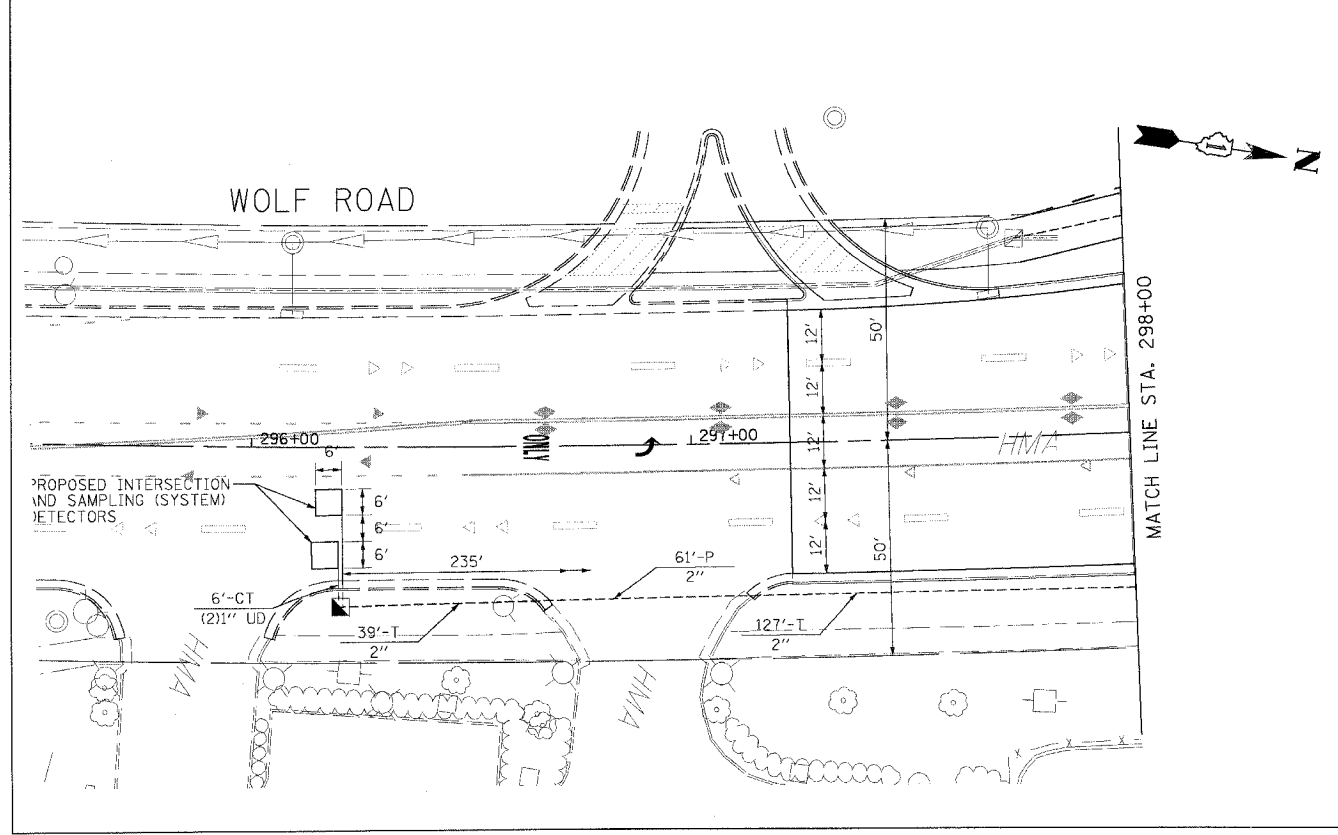 WOLF ROAD
N
MATCH LINE STA. 298+00
50'
12'
12'
12'
12'
12'
50'
296+00
297+00
ONLY
HMA
6'
PROPOSED INTERSECTION
AND SAMPLING (SYSTEM)
DETECTORS
6'
6'
6'
235'
61'-P
2"
6'-CT
(2)1" UD
39'-T
2"
127'-T
2"
HMA
HMA